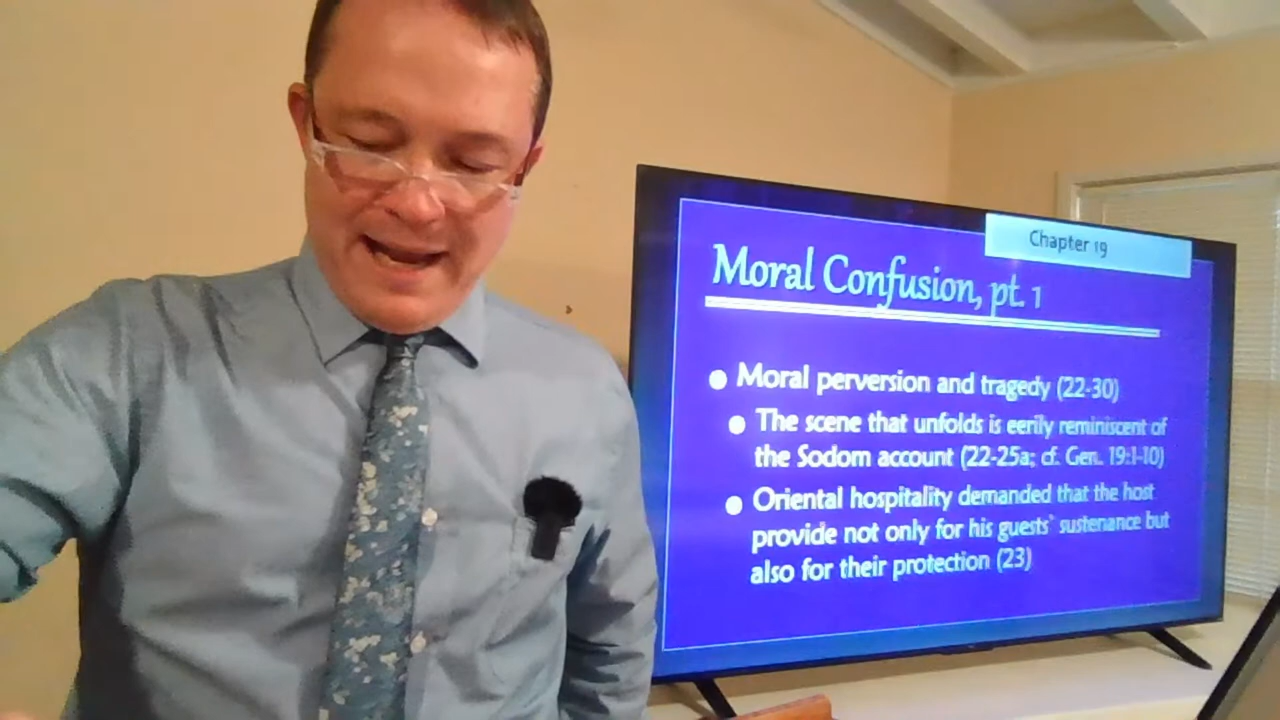 Chapter 19
Moral Confusion, pt. 1
Moral perversion and tragedy (22-30)
The scene that unfolds is eerily reminiscent of
the Sodom account (22-25a; cf. Gen. 19:1-10)
Oriental hospitality demanded that the host
provide not only for his guests' sustenance but
also for their protection (23)